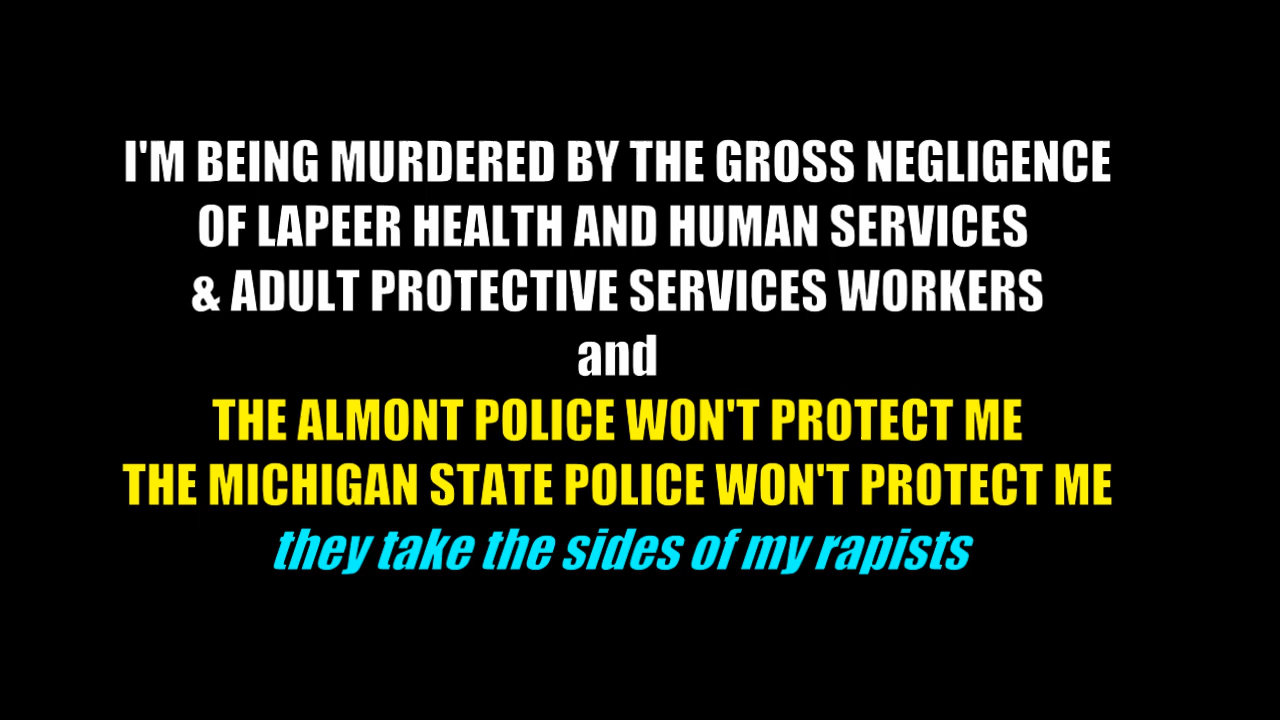 I'M BEING MURDERED BY THE GROSS NEGLIGENCE
OF LAPEER HEALTH AND HUMAN SERVICES
& ADULT PROTECTIVE SERVICES WORKERS
and
THE ALMONT POLICE WON'T PROTECT ME
THE MICHIGAN STATE POLICE WON'T PROTECT ME
they take the sides of my rapists